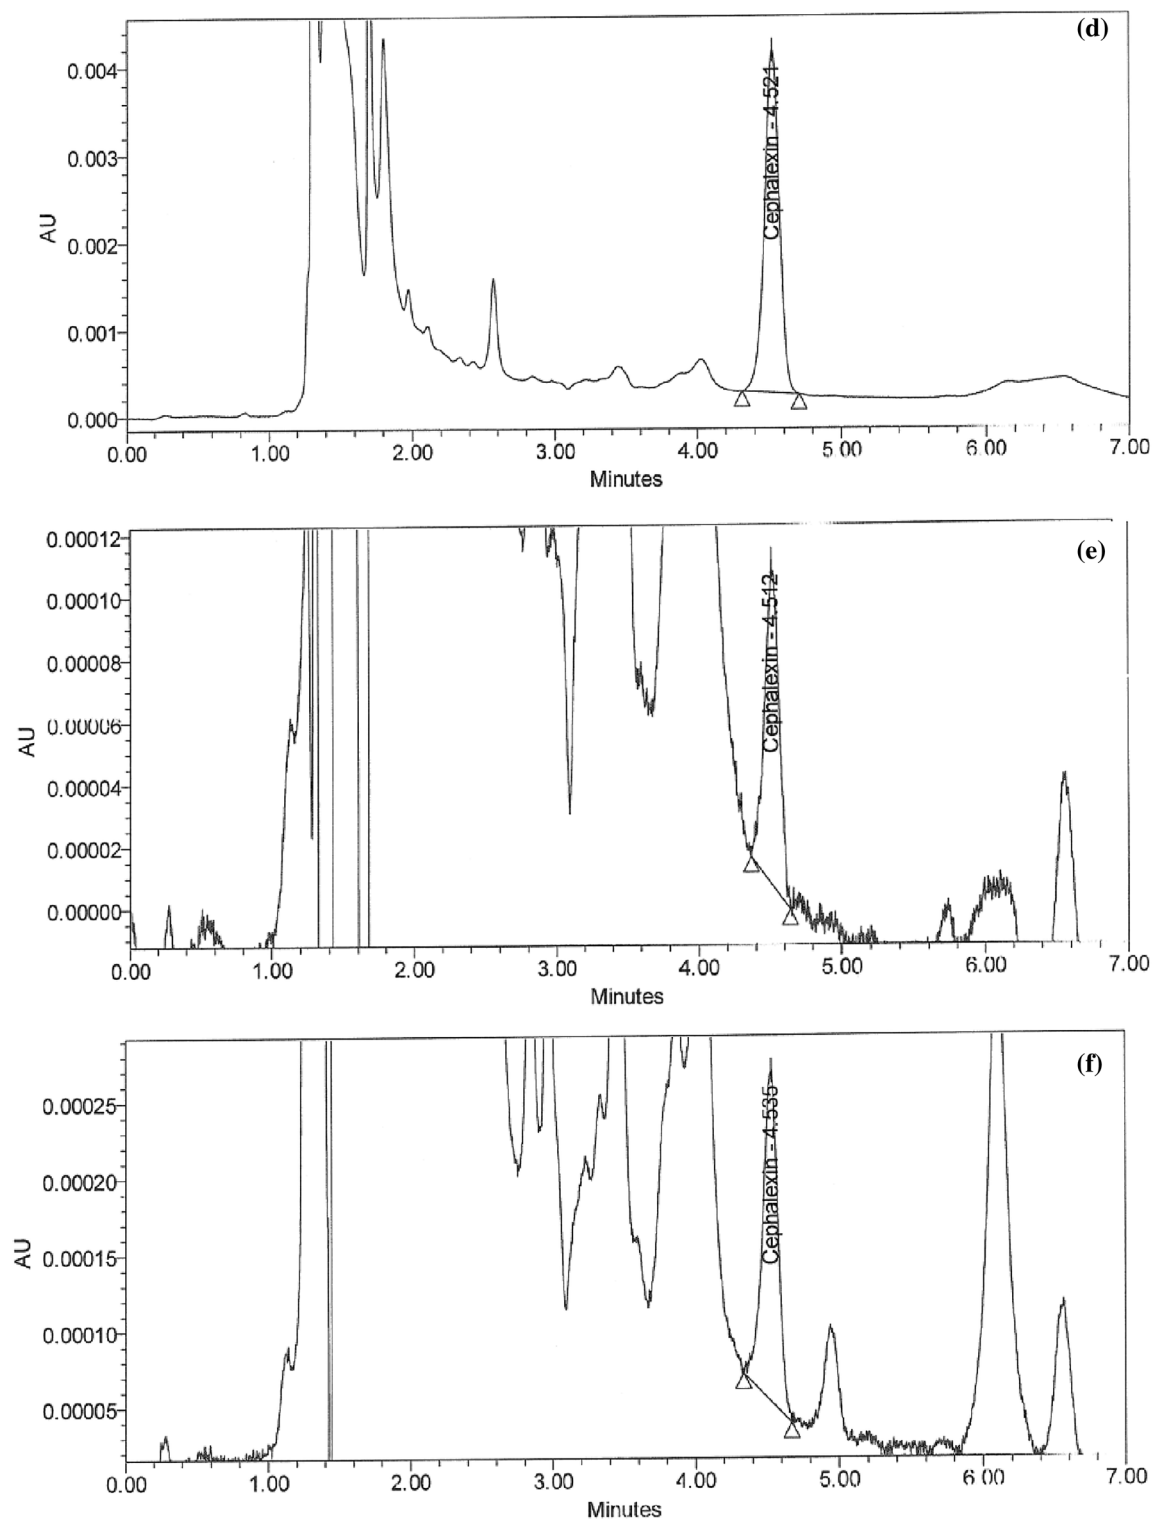 (d)
0.004
0.003
0.002
0.001
0.000
AU
Cephalexin - 4.521
0.00 1.00 2.00 3.00 4.00 5.00 6.00 7.00
Minutes
(e)
0.00012
0.00010
0.00008
0.00006
0.00004
0.00002
0.00000
AU
Cephalexin - 4.512
0.00 1.00 2.00 3.00 4.00 5.00 6.00 7.00
Minutes
(f)
0.00025
0.00020
0.00015
0.00010
0.00005
AU
Cephalexin - 4.535
0.00 1.00 2.00 3.00 4.00 5.00 6.00 7.00
Minutes